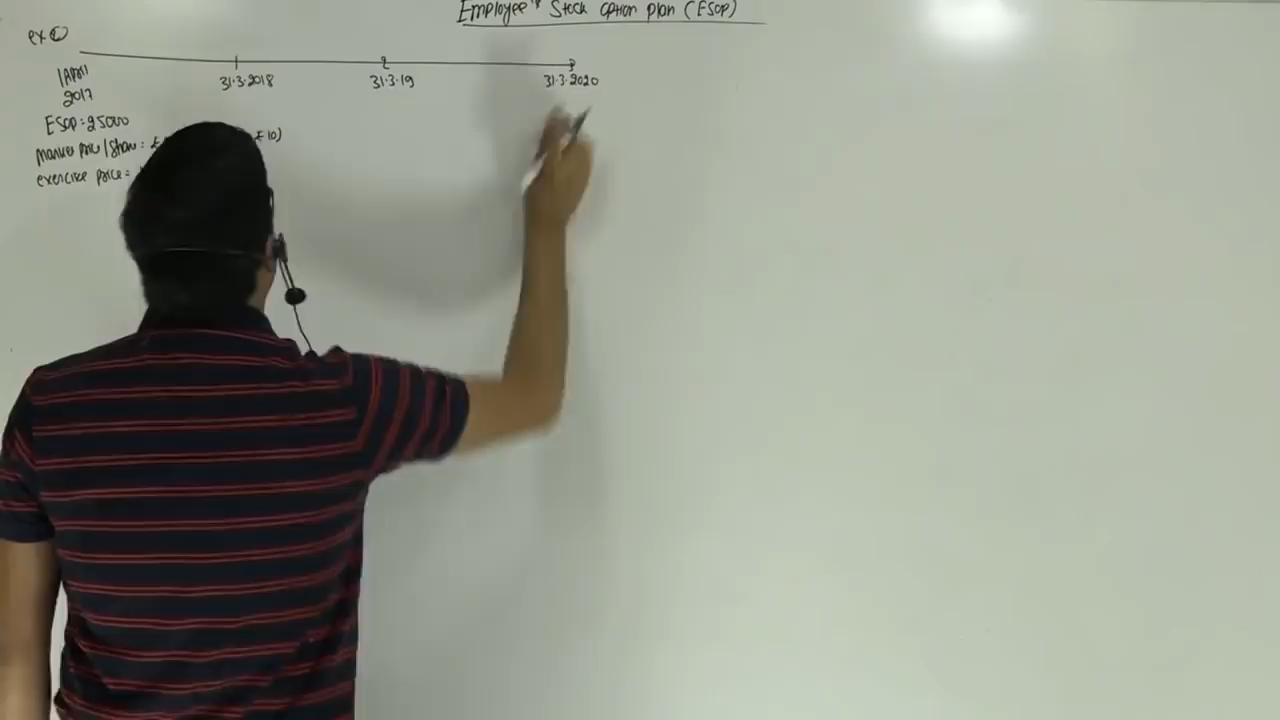 Employee's Stock option plan (ESOP)
ex ①
1 April
2017
31.3.2018
31.3.19
31.3.2020
ESOP = 25000
Market price / Share : ₹ ₹ 10)
exercise price =